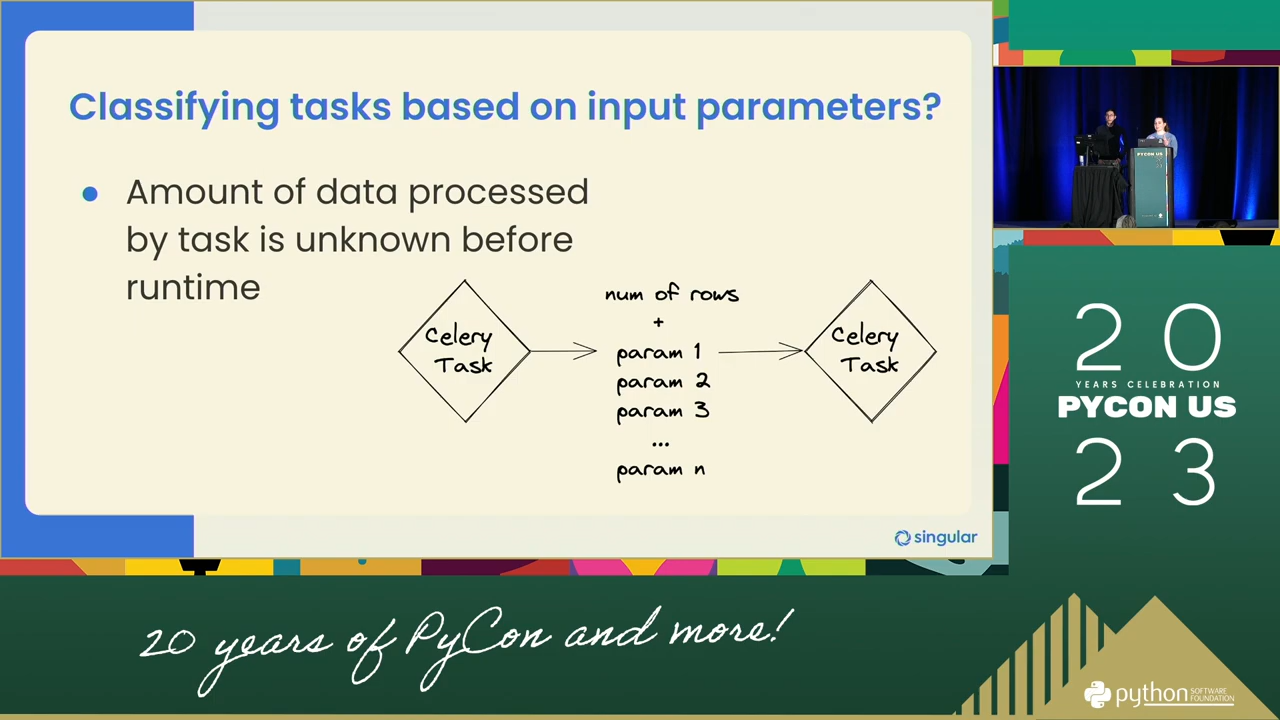 Classifying tasks based on input parameters?
● Amount of data processed
by task is unknown before
runtime
Celery
Task
num of rows
+
param 1
param 2
param 3
...
param n
Celery
Task
singular
PYCON US
20
YEARS CELEBRATION
PYCON US
23
20 years of PyCon and more!
python SOFTWARE
FOUNDATION